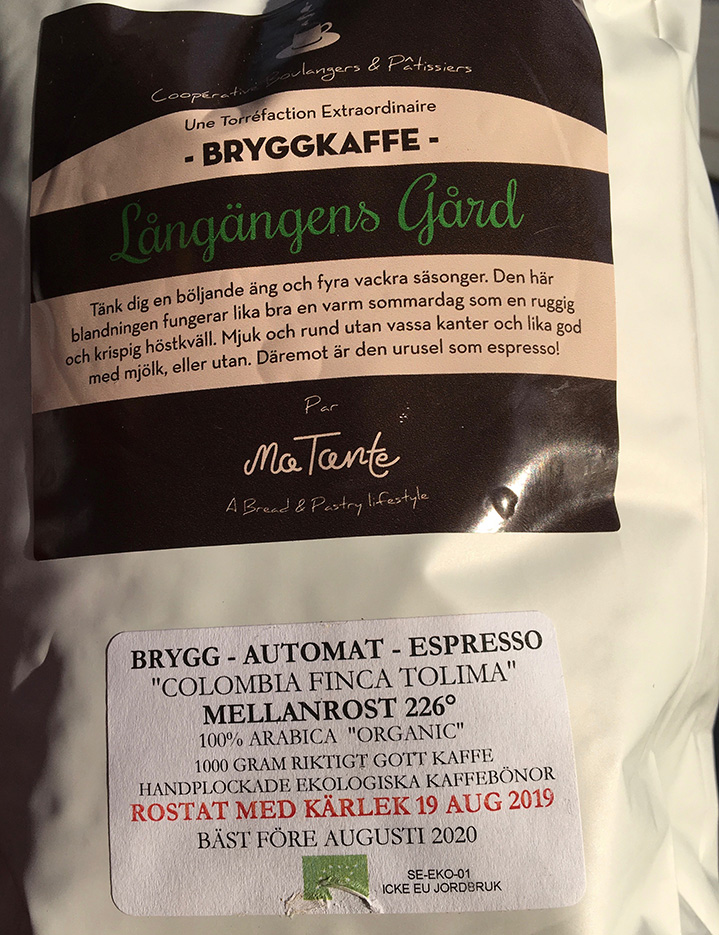 Cooperative Boulangers & Pâtissiers
Une Torréfaction Extraordinaire
- BRYGGKAFFE -
Långängens Gård
Tänk dig en böljande äng och fyra vackra säsonger. Den här
blandningen fungerar lika bra en varm sommardag som en ruggig
och krispig höstkväll. Mjuk och rund utan vassa kanter och lika god
med mjölk, eller utan. Däremot är den urusel som espresso!
Par
Ma Tante
A Bread & Pastry lifestyle
BRYGG - AUTOMAT - ESPRESSO
"COLOMBIA FINCA TOLIMA"
MELLANROST 226°
100% ARABICA "ORGANIC"
1000 GRAM RIKTIGT GOTT KAFFE
HANDPLOCKADE EKOLOGISKA KAFFEBÖNOR
ROSTAT MED KÄRLEK 19 AUG 2019
BÄST FÖRE AUGUSTI 2020
SE-EKO-01
ICKE EU JORDBRUK